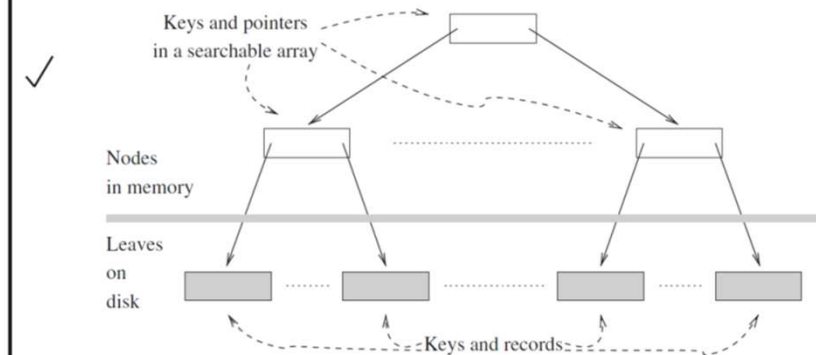 Keys and pointers
in a searchable array
Nodes
in memory
Leaves
on
disk
Keys and records